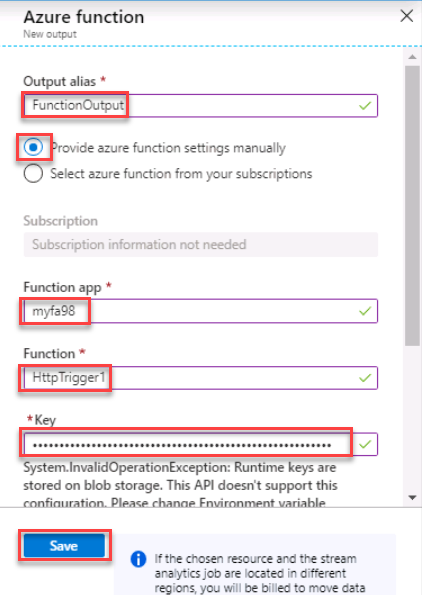 Azure function
New output
Output alias *
FunctionOutput
Provide azure function settings manually
Select azure function from your subscriptions
Subscription
Subscription information not needed
Function app *
myfa98
Function *
HttpTrigger1
*Key
••••••••••••••••••••••••••••••••••••••••••••••••••••••••
System.InvalidOperationException: Runtime keys are
stored on blob storage. This API doesn't support this
configuration. Please change Environment variable
Save
If the chosen resource and the stream
analytics job are located in different
regions, you will be billed to move data